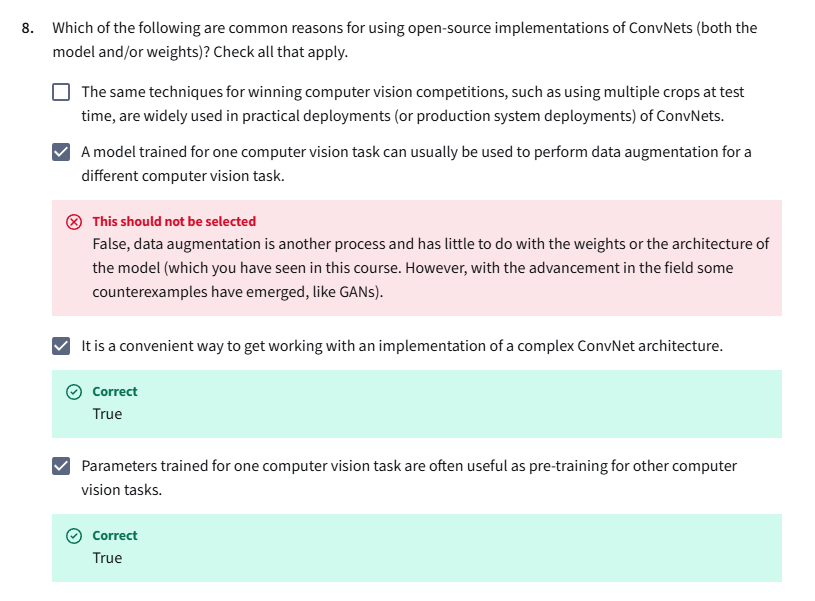 8. Which of the following are common reasons for using open-source implementations of ConvNets (both the
model and/or weights)? Check all that apply.
The same techniques for winning computer vision competitions, such as using multiple crops at test
time, are widely used in practical deployments (or production system deployments) of ConvNets.
A model trained for one computer vision task can usually be used to perform data augmentation for a
different computer vision task.
This should not be selected
False, data augmentation is another process and has little to do with the weights or the architecture of
the model (which you have seen in this course. However, with the advancement in the field some
counterexamples have emerged, like GANs).
It is a convenient way to get working with an implementation of a complex ConvNet architecture.
Correct
True
Parameters trained for one computer vision task are often useful as pre-training for other computer
vision tasks.
Correct
True